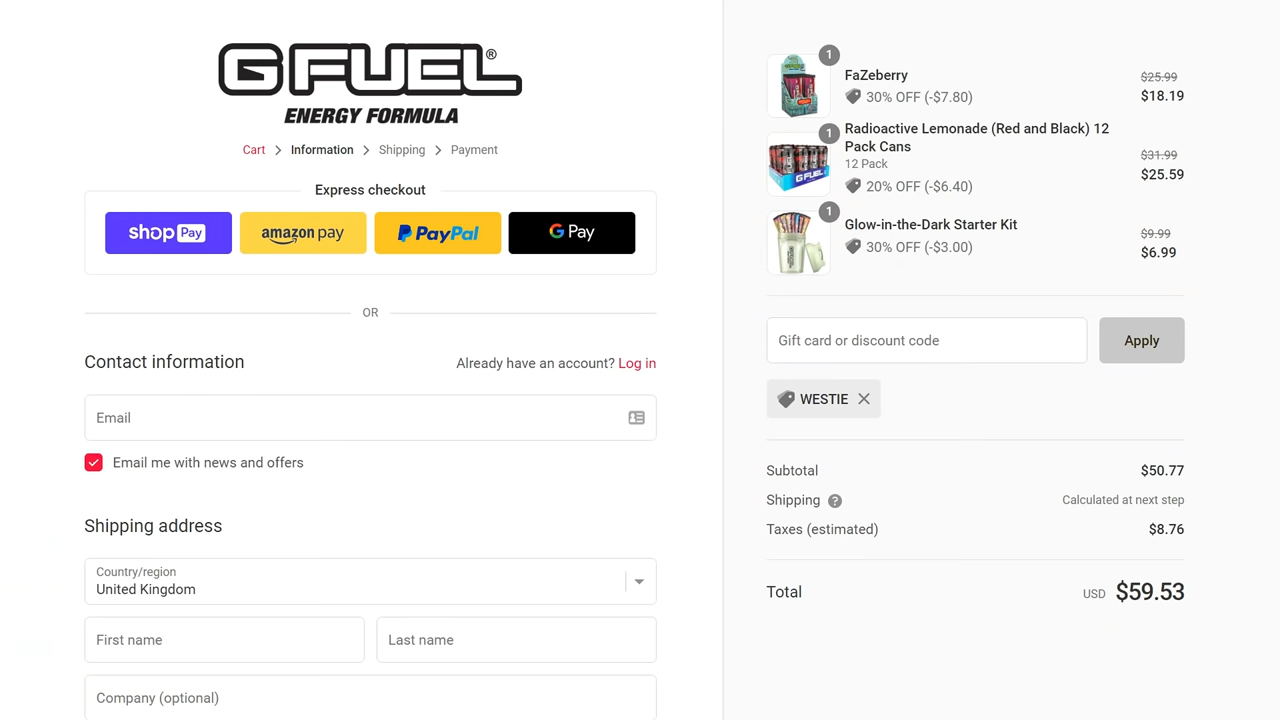 GFUEL®
ENERGY FORMULA
Cart > Information > Shipping > Payment
Express checkout
shop Pay
amazon pay
PayPal
G Pay
OR
Contact information
Already have an account? Log in
Email
Email me with news and offers
Shipping address
Country/region
United Kingdom
First name
Last name
Company (optional)
1
FaZeberry
$25.99
30% OFF (-$7.80)
$18.19
1
Radioactive Lemonade (Red and Black) 12
Pack Cans
$31.99
12 Pack
$25.59
20% OFF (-$6.40)
G FUEL
1
Glow-in-the-Dark Starter Kit
$9.99
30% OFF (-$3.00)
$6.99
Gift card or discount code
Apply
WESTIE
Subtotal
$50.77
Shipping ?
Calculated at next step
Taxes (estimated)
$8.76
Total
USD $59.53